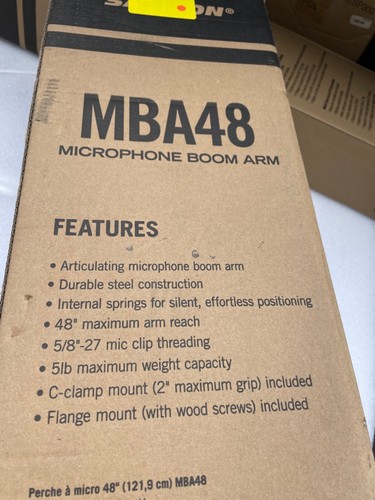 MBA48
MICROPHONE BOOM ARM
FEATURES
• Articulating microphone boom arm
• Durable steel construction
• Internal springs for silent, effortless positioning
• 48" maximum arm reach
• 5/8"-27 mic clip threading
• 5lb maximum weight capacity
• C-clamp mount (2" maximum grip) included
• Flange mount (with wood screws) included
Perche à micro 48" (121,9 cm) MBA48